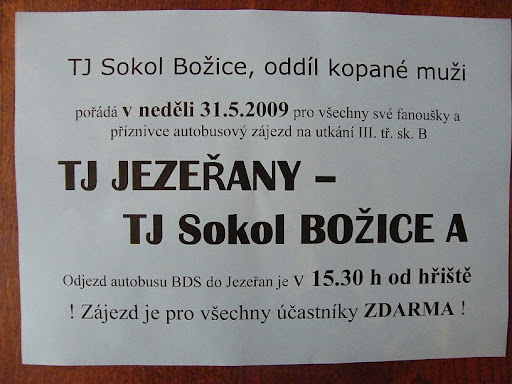 TJ Sokol Božice, oddíl kopané muži
pořádá v neděli 31.5.2009 pro všechny své fanoušky a
příznivce autobusový zájezd na utkání III. tř. sk. B
TJ JEZEŘANY –
TJ Sokol BOŽICE A
Odjezd autobusu BDS do Jezeřan je V 15.30 h od hřiště
! Zájezd je pro všechny účastníky ZDARMA !